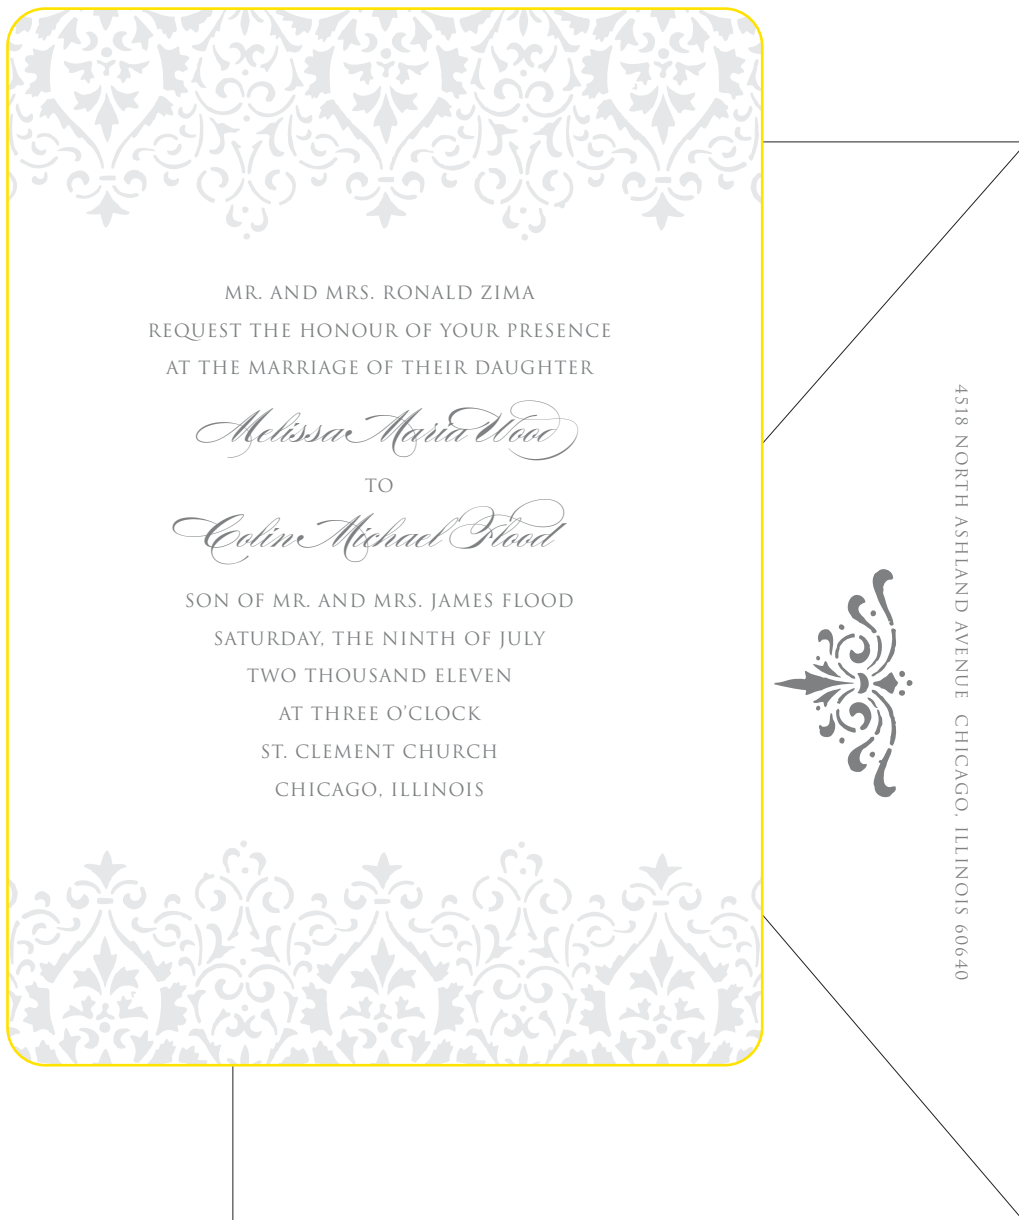 MR. AND MRS. RONALD ZIMA
REQUEST THE HONOUR OF YOUR PRESENCE
AT THE MARRIAGE OF THEIR DAUGHTER
Melissa Maria Wood
TO
Colin Michael Flood
SON OF MR. AND MRS. JAMES FLOOD
SATURDAY, THE NINTH OF JULY
TWO THOUSAND ELEVEN
AT THREE O'CLOCK
ST. CLEMENT CHURCH
CHICAGO, ILLINOIS
4518 NORTH ASHLAND AVENUE CHICAGO, ILLINOIS 60640